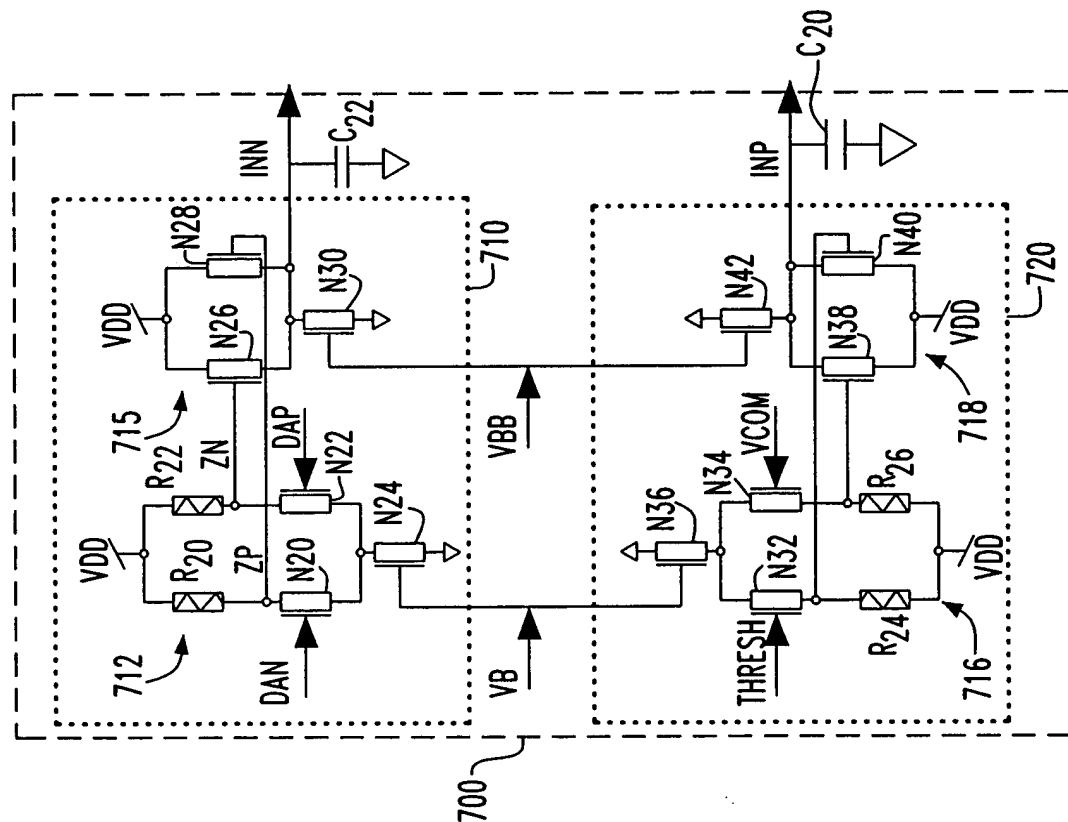 700
710
712
VDD
R20
R22
715
VDD
N26
N28
ZP
ZN
DAN
N20
DAP
N22
N24
N30
INN
C22
VB
VBB
720
N36
N42
INP
C20
THRESH
N32
N34
VCOM
N38
N40
R24
R26
716
VDD
718
VDD